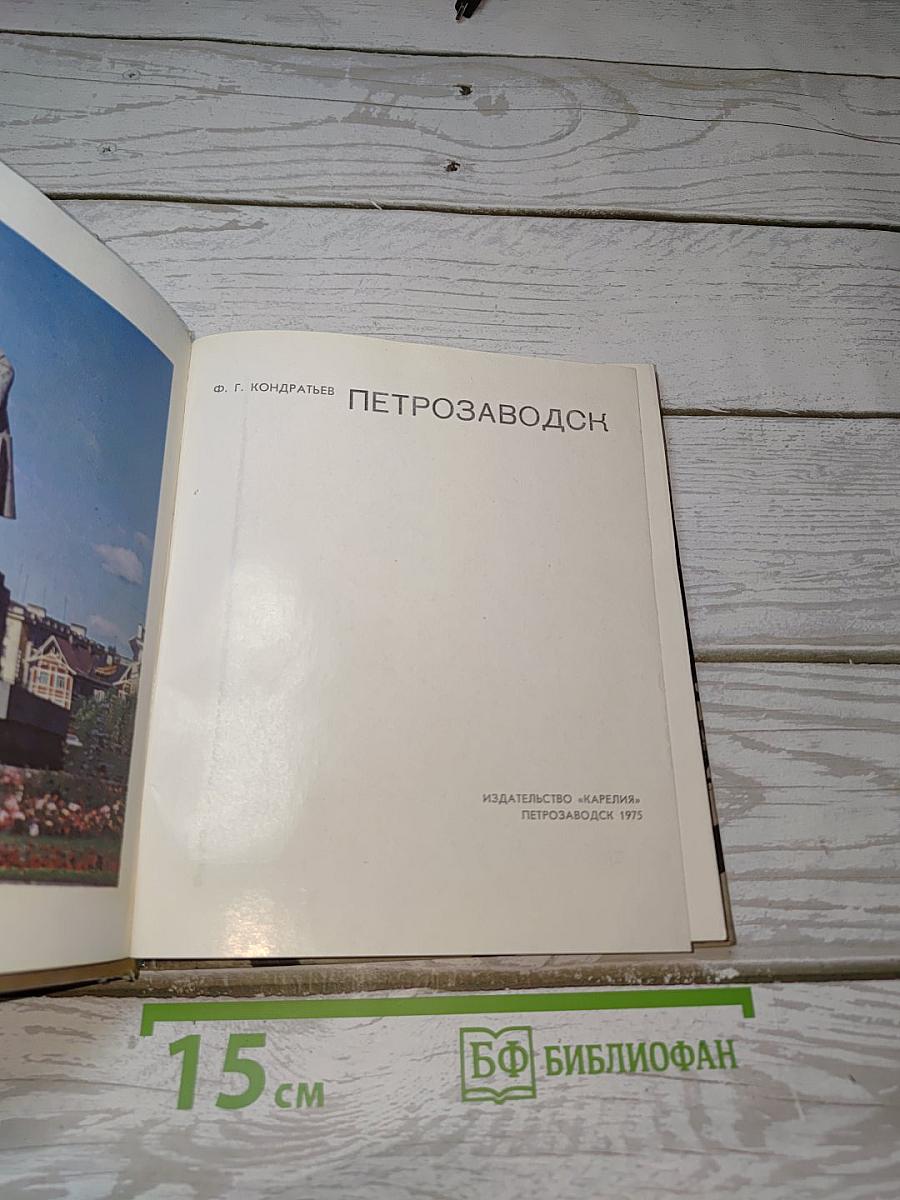 Ф. Г. КОНДРАТЬЕВ ПЕТРОЗАВОДСК
ИЗДАТЕЛЬСТВО «КАРЕЛИЯ»
ПЕТРОЗАВОДСК 1975
15 см
БФ БИБЛИОФАН